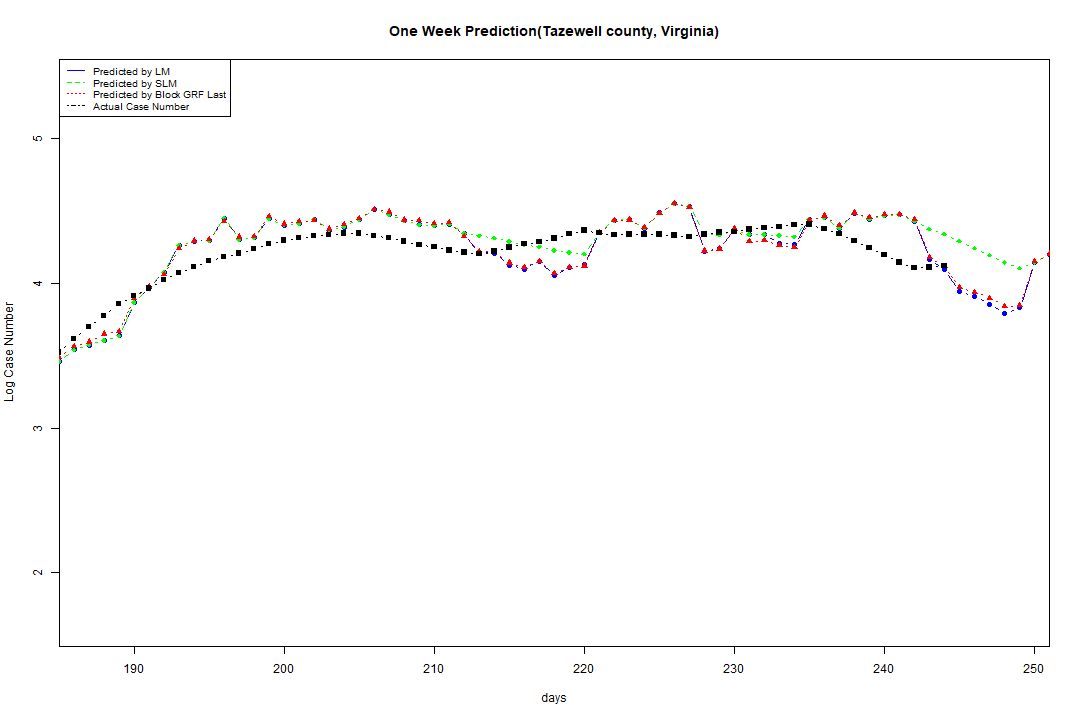 One Week Prediction(Tazewell county, Virginia)
Predicted by LM
Predicted by SLM
Predicted by Block GRF Last
Actual Case Number
5
4
3
2
Log Case Number
190 200 210 220 230 240 250
days